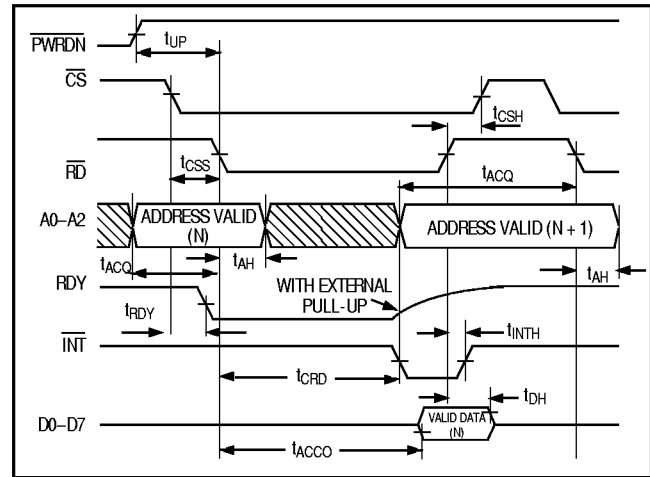 PWRDN
tUP
CS
tCSH
tCSS
RD
tACQ
A0–A2
ADDRESS VALID
(N)
ADDRESS VALID (N + 1)
tACQ
tAH
tAH
RDY
WITH EXTERNAL
PULL-UP
tRDY
tINTH
INT
tCRD
tDH
D0–D7
VALID DATA
(N)
tACCO